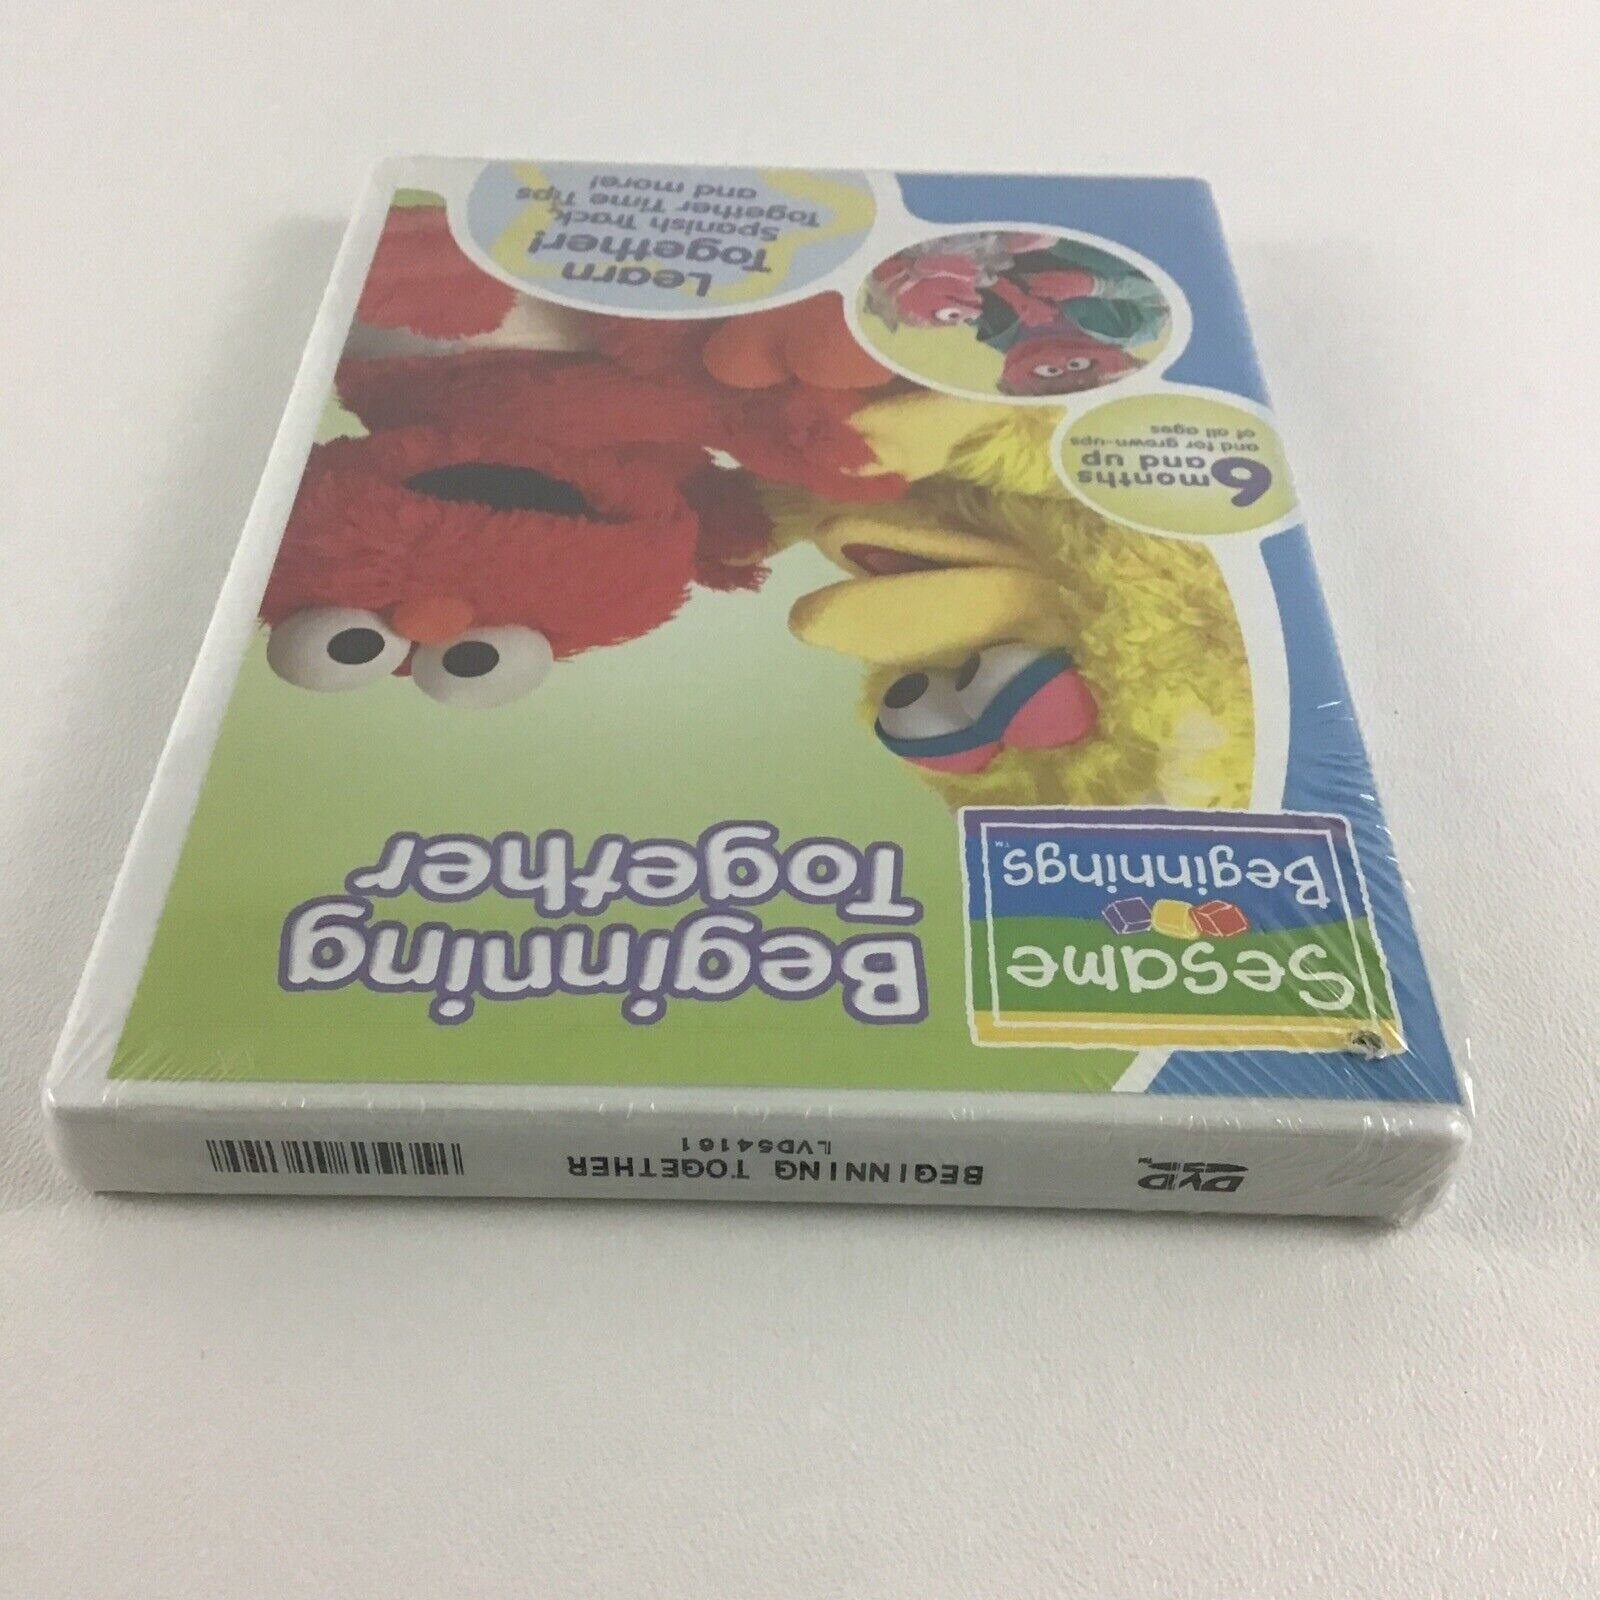 Sesame
Beginnings™
Beginning
Together
6 months
and up
and for grown-ups
of all ages
Learn
Together!
Spanish Track,
Together Time Tips
and more!
DVD
BEGINNING TOGETHER
LVD54161